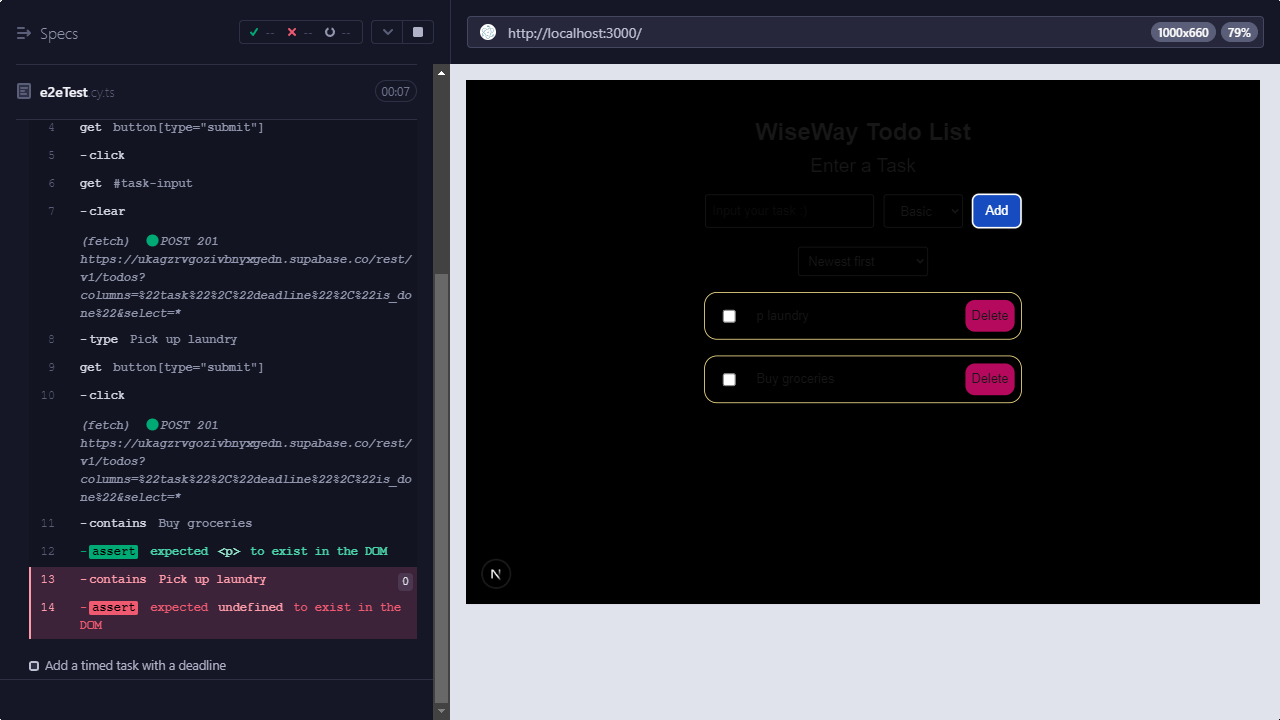 Specs
-- -- --
e2eTest.cy.ts
00:07
4 get button[type="submit"]
5 -click
6 get #task-input
7 -clear
(fetch) POST 201
https://ukagzrvgozivbnyxgedn.supabase.co/rest/
v1/todos?
columns=%22task%22%2C%22deadline%22%2C%22is_do
ne%22&select=*
8 -type Pick up laundry
9 get button[type="submit"]
10 -click
(fetch) POST 201
https://ukagzrvgozivbnyxgedn.supabase.co/rest/
v1/todos?
columns=%22task%22%2C%22deadline%22%2C%22is_do
ne%22&select=*
11 -contains Buy groceries
12 -assert expected <p> to exist in the DOM
13 -contains Pick up laundry 0
14 -assert expected undefined to exist in the
DOM
Add a timed task with a deadline
http://localhost:3000/
1000x660
79%
WiseWay Todo List
Enter a Task
Input your task :)
Basic
Add
Newest first
p laundry
Delete
Buy groceries
Delete
N